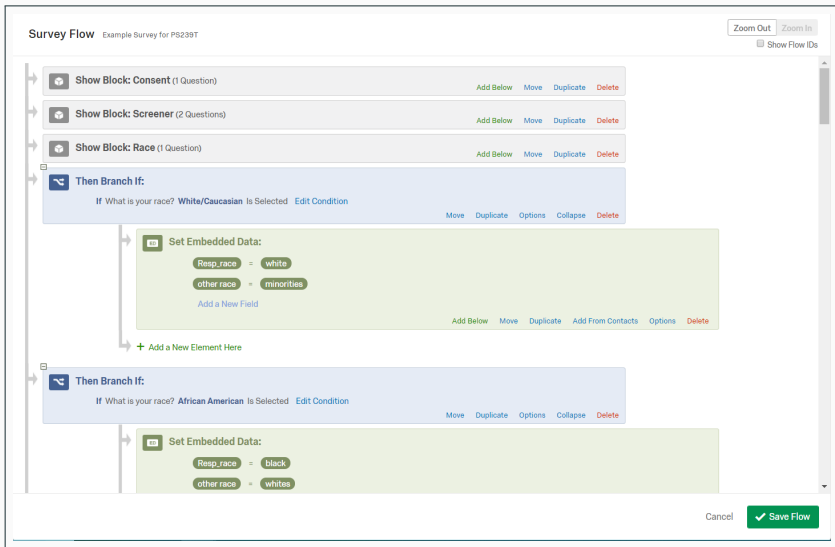 Survey Flow Example Survey for PS239T
Zoom Out Zoom In
Show Flow IDs
Show Block: Consent (1 Question)
Add Below Move Duplicate Delete
Show Block: Screener (2 Questions)
Add Below Move Duplicate Delete
Show Block: Race (1 Question)
Add Below Move Duplicate Delete
Then Branch If:
If What is your race? White/Caucasian Is Selected Edit Condition
Move Duplicate Options Collapse Delete
Set Embedded Data:
Resp_race = white
other race = minorities
Add a New Field
Add Below Move Duplicate Add From Contacts Options Delete
+ Add a New Element Here
Then Branch If:
If What is your race? African American Is Selected Edit Condition
Move Duplicate Options Collapse Delete
Set Embedded Data:
Resp_race = black
other race = whites
Cancel Save Flow